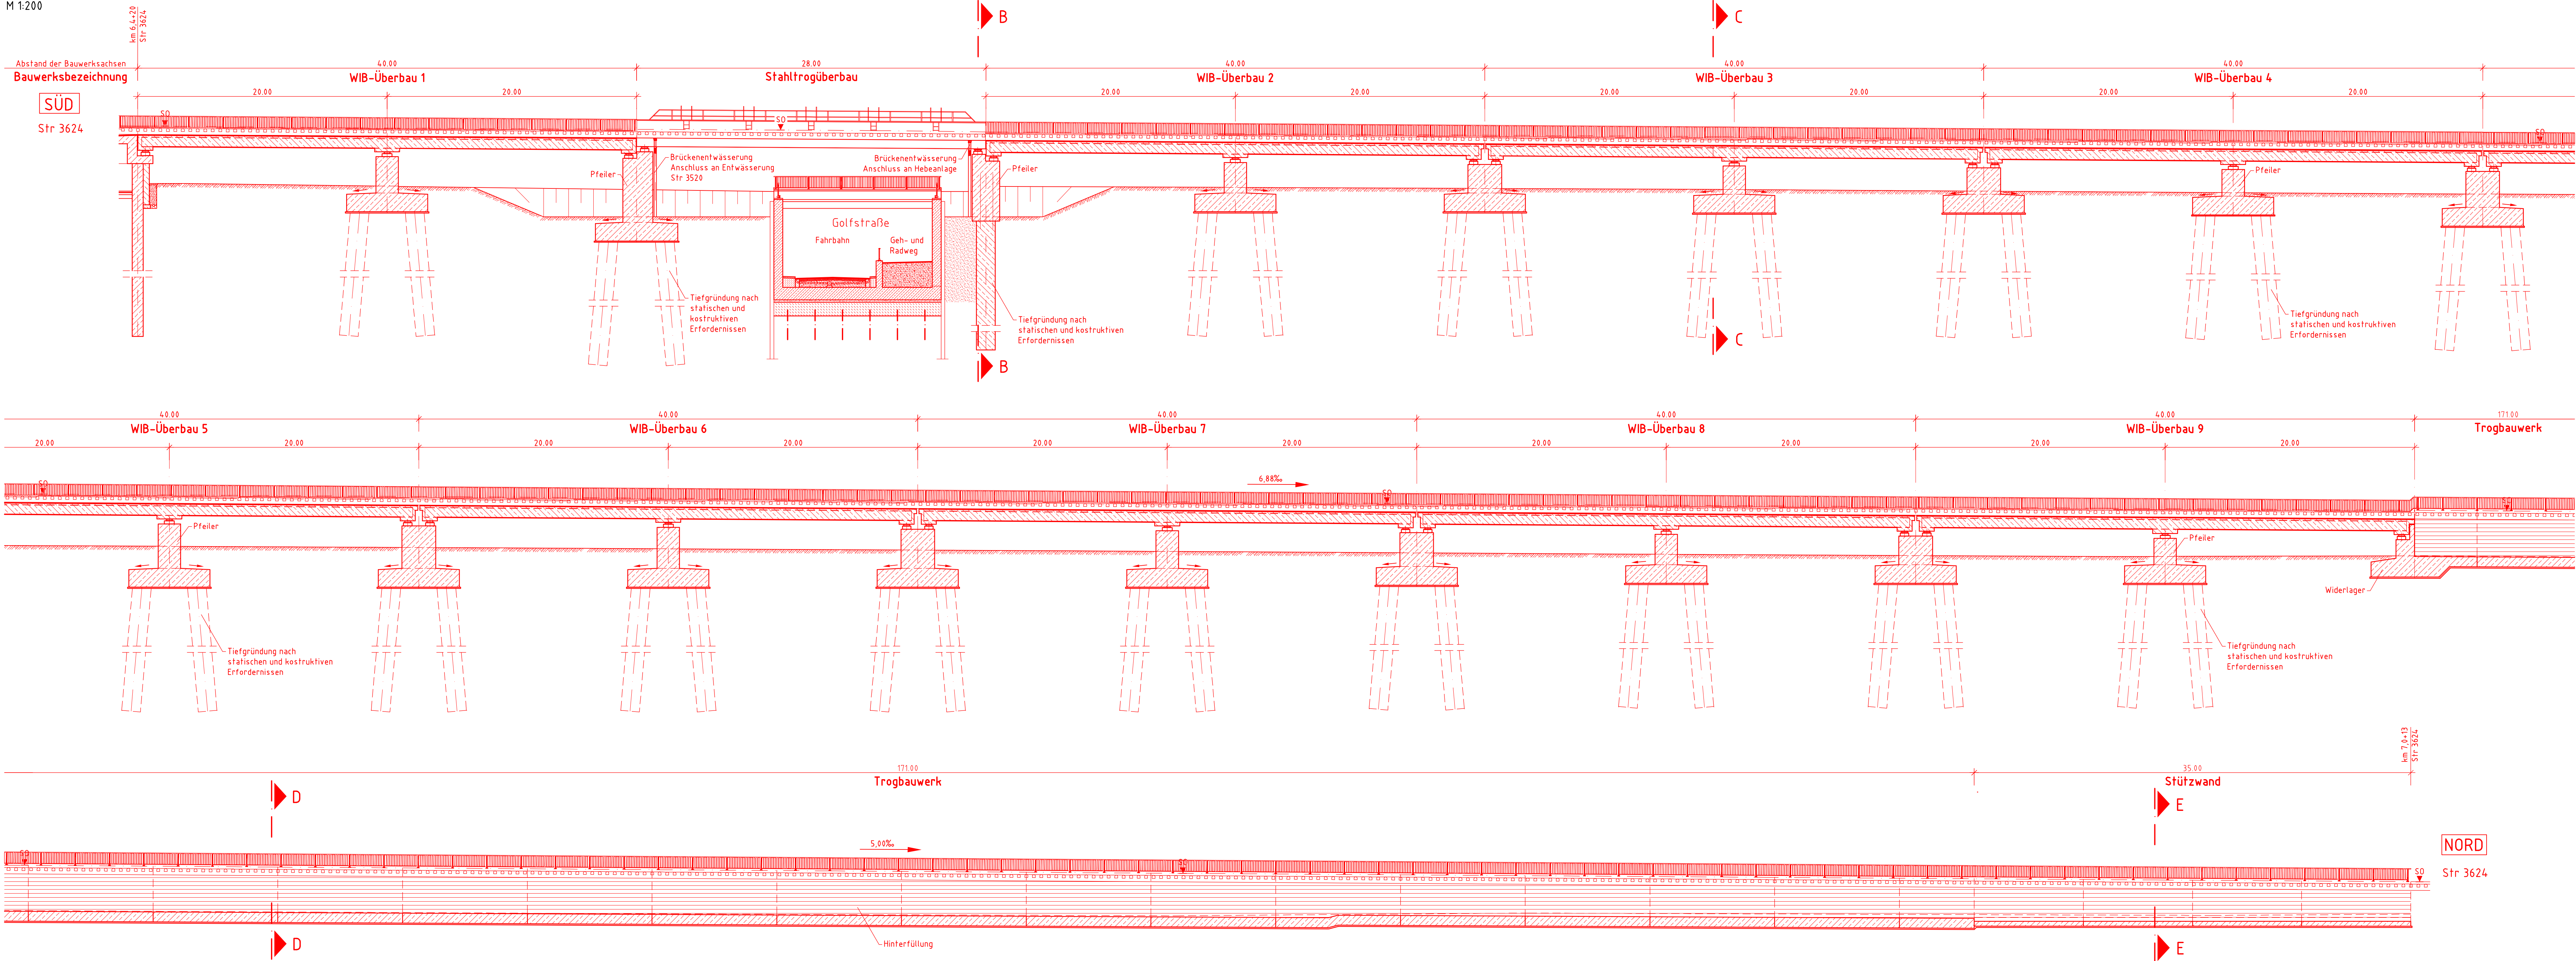 M 1:200
km 6,4+20
Str 3624
B
C
Abstand der Bauwerksachsen
40.00
28.00
40.00
40.00
40.00
Bauwerksbezeichnung
WIB-Überbau 1
Stahltrogüberbau
WIB-Überbau 2
WIB-Überbau 3
WIB-Überbau 4
SÜD
20.00
20.00
20.00
20.00
20.00
20.00
20.00
20.00
Str 3624
SO
SO
SO
Pfeiler
Brückenentwässerung
Anschluss an Entwässerung
Str 3520
Brückenentwässerung
Anschluss an Hebeanlage
Pfeiler
Pfeiler
Golfstraße
Fahrbahn
Geh- und
Radweg
Tiefgründung nach
statischen und
kostruktiven
Erfordernissen
Tiefgründung nach
statischen und kostruktiven
Erfordernissen
Tiefgründung nach
statischen und kostruktiven
Erfordernissen
B
C
40.00
40.00
40.00
40.00
40.00
171.00
WIB-Überbau 5
WIB-Überbau 6
WIB-Überbau 7
WIB-Überbau 8
WIB-Überbau 9
Trogbauwerk
20.00
20.00
20.00
20.00
20.00
20.00
20.00
20.00
20.00
20.00
6,88‰
SO
SO
SO
Pfeiler
Pfeiler
Widerlager
Tiefgründung nach
statischen und kostruktiven
Erfordernissen
Tiefgründung nach
statischen und kostruktiven
Erfordernissen
km 7,0+13
Str 3624
171.00
35.00
Trogbauwerk
Stützwand
D
E
5,00‰
NORD
Str 3624
SO
SO
SO
Hinterfüllung
D
E